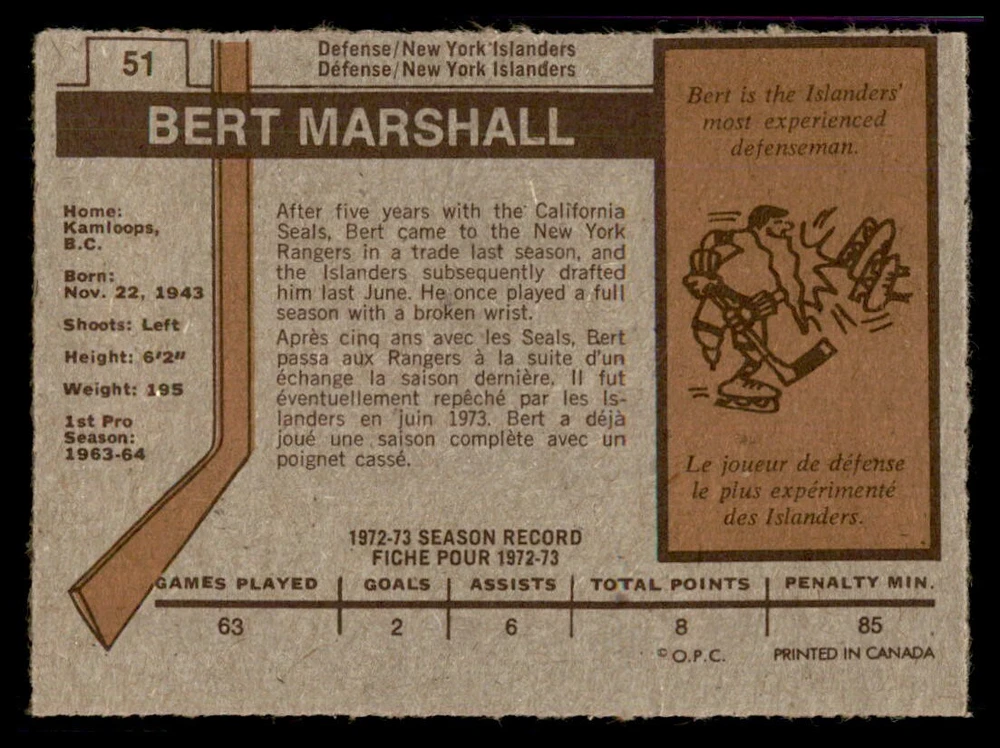 51
Defense/New York Islanders
Défense/New York Islanders
BERT MARSHALL
Home:
Kamloops,
B.C.
Born:
Nov. 22, 1943
Shoots: Left
Height: 6'2"
Weight: 195
1st Pro
Season:
1963-64
After five years with the California
Seals, Bert came to the New York
Rangers in a trade last season, and
the Islanders subsequently drafted
him last June. He once played a full
season with a broken wrist.
Après cinq ans avec les Seals, Bert
passa aux Rangers à la suite d'un
échange la saison dernière. Il fut
éventuellement repêché par les Is-
landers en juin 1973. Bert a déjà
joué une saison complète avec un
poignet cassé.
Bert is the Islanders'
most experienced
defenseman.
Le joueur de défense
le plus expérimenté
des Islanders.
1972-73 SEASON RECORD
FICHE POUR 1972-73
GAMES PLAYED GOALS ASSISTS TOTAL POINTS PENALTY MIN.
63 2 6 8 85
© O.P.C. PRINTED IN CANADA